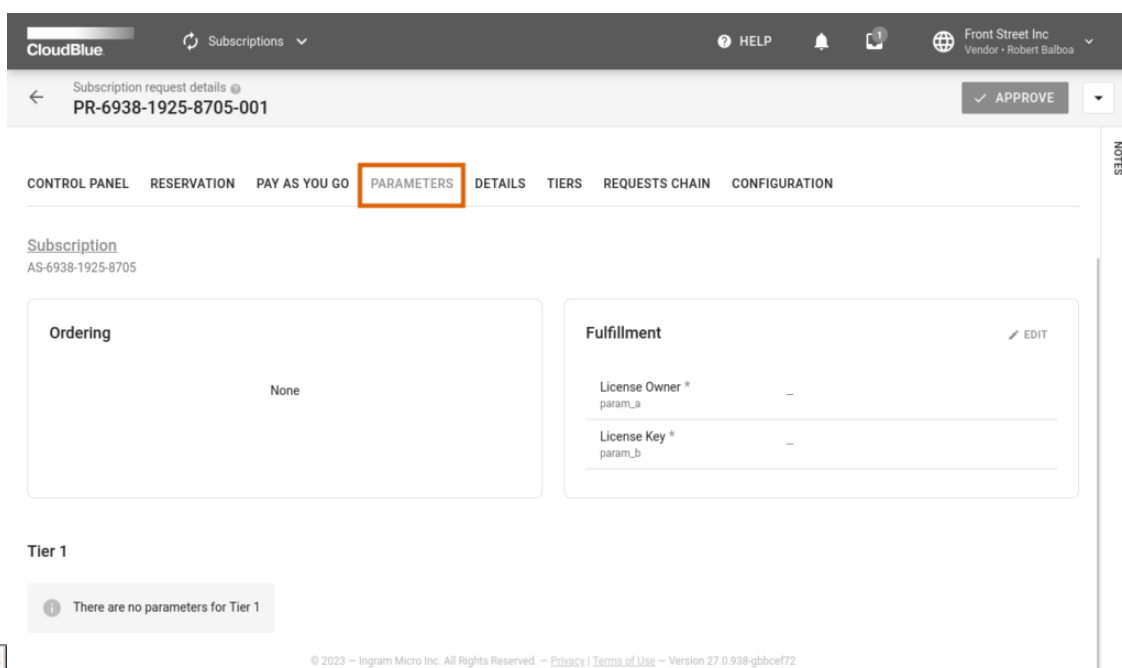 CloudBlue.
Subscriptions
HELP
1
Front Street Inc
Vendor • Robert Balboa
Subscription request details
PR-6938-1925-8705-001
APPROVE
NOTES
CONTROL PANEL RESERVATION PAY AS YOU GO PARAMETERS DETAILS TIERS REQUESTS CHAIN CONFIGURATION
Subscription
AS-6938-1925-8705
Ordering
None
Fulfillment
EDIT
License Owner * –
param_a
License Key * –
param_b
Tier 1
There are no parameters for Tier 1
© 2023 – Ingram Micro Inc. All Rights Reserved. – Privacy | Terms of Use – Version 27.0.938-gbbcef72